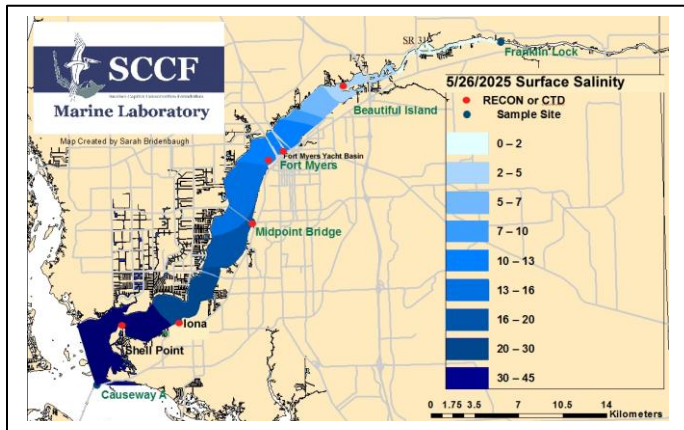 SCCF
Marine Laboratory
Map Created by Sarah Bridenbaugh
SR 31
I-75
Franklin Lock
Beautiful Island
Fort Myers Yacht Basin
Fort Myers
Midpoint Bridge
Iona
Shell Point
Causeway A
5/26/2025 Surface Salinity
RECON or CTD
Sample Site
0 – 2
2 – 5
5 – 7
7 – 10
10 – 13
13 – 16
16 – 20
20 – 30
30 – 45
0 1.75 3.5 7 10.5 14
Kilometers